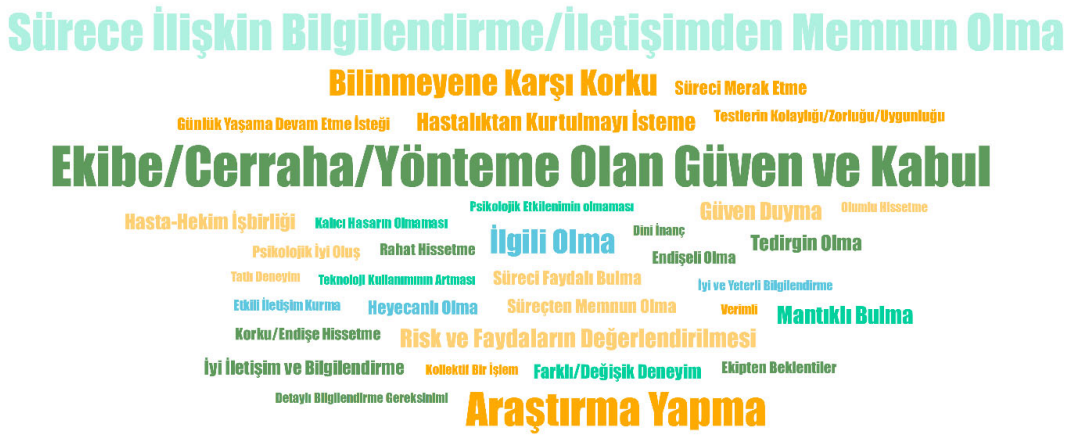 Sürece İlişkin Bilgilendirme/İletişimden Memnun Olma
Bilinmeyene Karşı Korku Süreci Merak Etme
Günlük Yaşama Devam Etme İsteği Hastalıktan Kurtulmayı İsteme Testlerin Kolaylığı/Zorluğu/Uygunluğu
Ekibe/Cerraha/Yönteme Olan Güven ve Kabul
Hasta-Hekim İşbirliği Kalıcı Hasarın Olmaması Psikolojik Etkilenimin olmaması Güven Duyma Olumlu Hissetme
Psikolojik İyi Oluş Rahat Hissetme İlgili Olma Dini İnanç Endişeli Olma Tedirgin Olma
Tatlı Deneyim Teknoloji Kullanımının Artması Süreci Faydalı Bulma İyi ve Yeterli Bilgilendirme
Etkili İletişim Kurma Heyecanlı Olma Süreçten Memnun Olma Verimli Mantıklı Bulma
Korku/Endişe Hissetme Risk ve Faydaların Değerlendirilmesi
İyi İletişim ve Bilgilendirme Kollektif Bir İşlem Farklı/Değişik Deneyim Ekipten Beklentiler
Detaylı Bilgilendirme Gereksinimi Araştırma Yapma